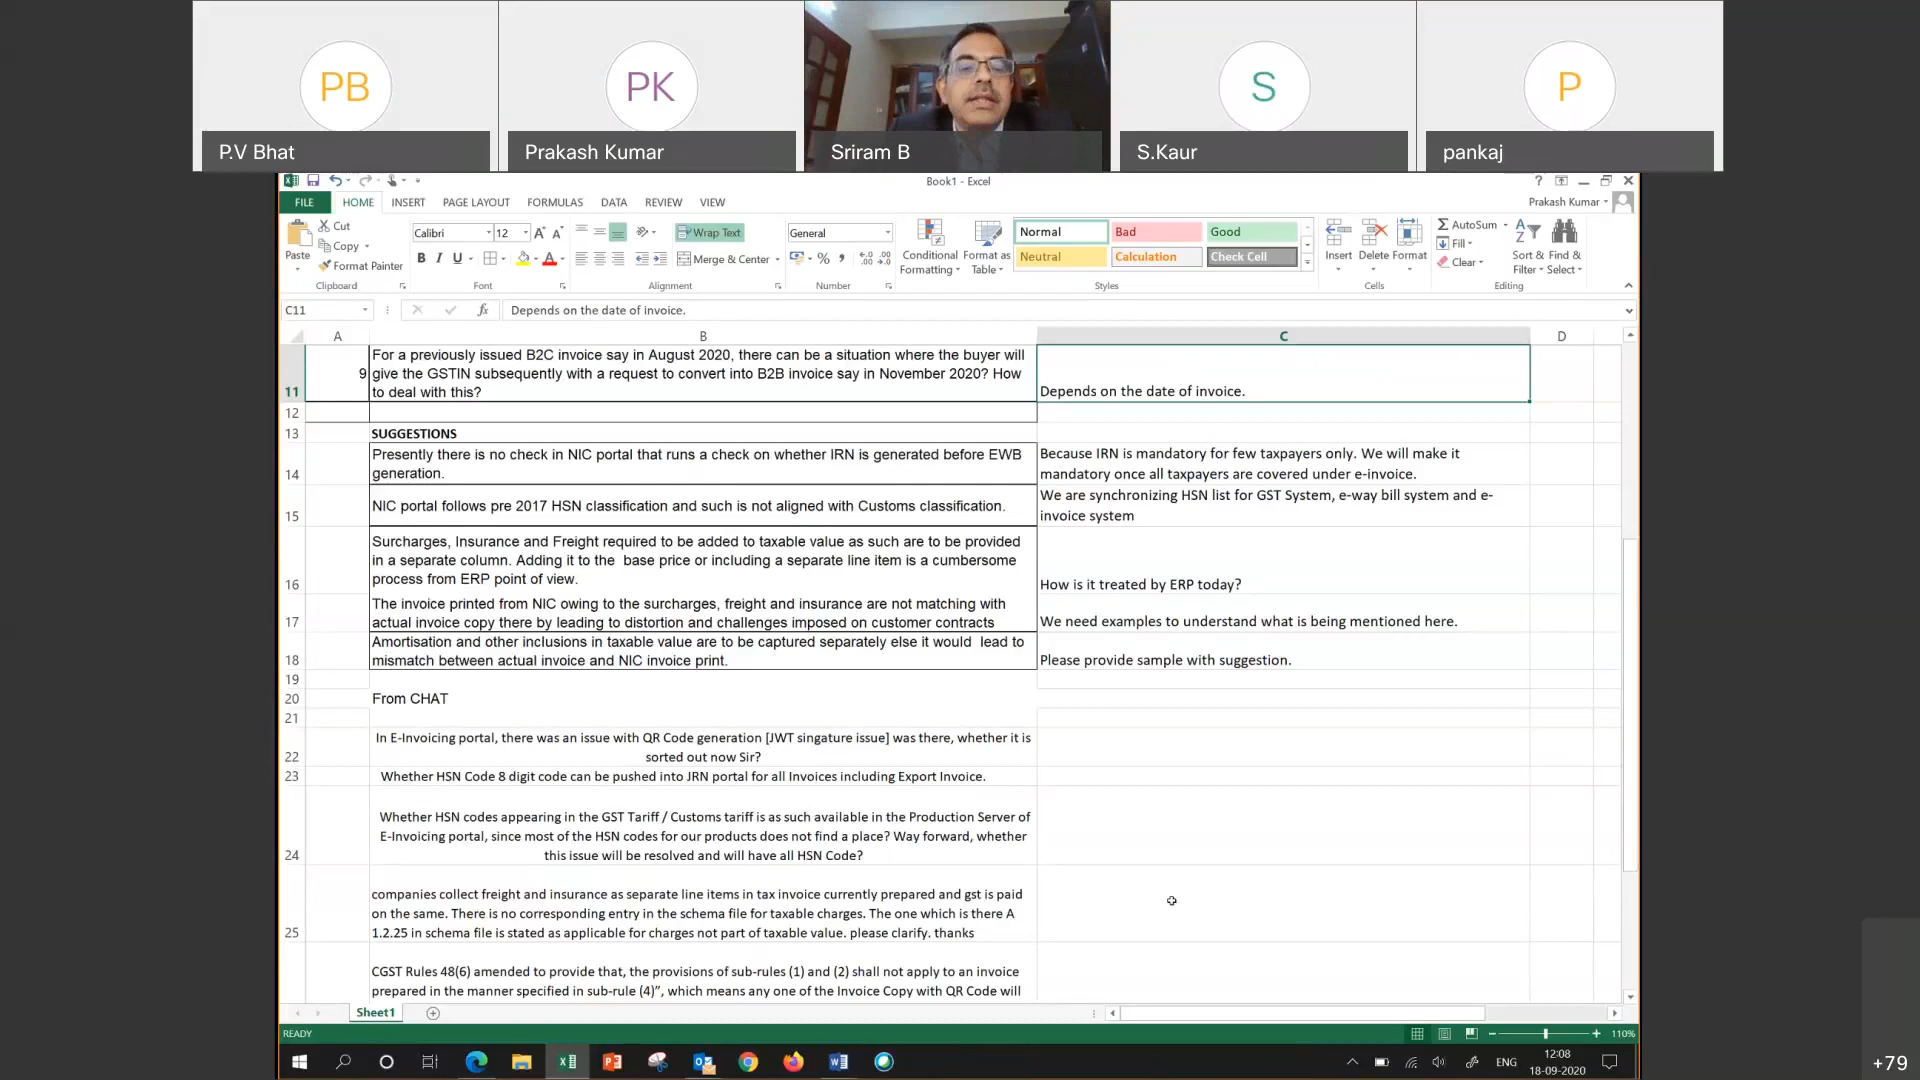 PB
PK
S
P
P.V Bhat
Prakash Kumar
Sriram B
S.Kaur
pankaj
Book1 - Excel
FILE HOME INSERT PAGE LAYOUT FORMULAS DATA REVIEW VIEW
Prakash Kumar
Paste
Cut
Copy
Format Painter
Clipboard
Calibri 12
B I U
Font
Wrap Text
Merge & Center
Alignment
General
Number
Conditional Formatting
Format as Table
Normal Bad Good
Neutral Calculation Check Cell
Styles
Insert Delete Format
Cells
AutoSum
Fill
Clear
Sort & Filter
Find & Select
Editing
C11
fx
Depends on the date of invoice.
A B C D
For a previously issued B2C invoice say in August 2020, there can be a situation where the buyer will
9 give the GSTIN subsequently with a request to convert into B2B invoice say in November 2020? How
11 to deal with this?
Depends on the date of invoice.
12
13 SUGGESTIONS
Presently there is no check in NIC portal that runs a check on whether IRN is generated before EWB
14 generation.
Because IRN is mandatory for few taxpayers only. We will make it
mandatory once all taxpayers are covered under e-invoice.
15 NIC portal follows pre 2017 HSN classification and such is not aligned with Customs classification.
We are synchronizing HSN list for GST System, e-way bill system and e-
invoice system
Surcharges, Insurance and Freight required to be added to taxable value as such are to be provided
in a separate column. Adding it to the base price or including a separate line item is a cumbersome
16 process from ERP point of view.
How is it treated by ERP today?
The invoice printed from NIC owing to the surcharges, freight and insurance are not matching with
17 actual invoice copy there by leading to distortion and challenges imposed on customer contracts
We need examples to understand what is being mentioned here.
Amortisation and other inclusions in taxable value are to be captured separately else it would lead to
18 mismatch between actual invoice and NIC invoice print.
Please provide sample with suggestion.
19
20 From CHAT
21
In E-Invoicing portal, there was an issue with QR Code generation [JWT singature issue] was there, whether it is
22 sorted out now Sir?
23 Whether HSN Code 8 digit code can be pushed into JRN portal for all Invoices including Export Invoice.
Whether HSN codes appearing in the GST Tariff / Customs tariff is as such available in the Production Server of
E-Invoicing portal, since most of the HSN codes for our products does not find a place? Way forward, whether
24 this issue will be resolved and will have all HSN Code?
companies collect freight and insurance as separate line items in tax invoice currently prepared and gst is paid
on the same. There is no corresponding entry in the schema file for taxable charges. The one which is there A
25 1.2.25 in schema file is stated as applicable for charges not part of taxable value. please clarify. thanks
CGST Rules 48(6) amended to provide that, the provisions of sub-rules (1) and (2) shall not apply to an invoice
prepared in the manner specified in sub-rule (4)”, which means any one of the Invoice Copy with QR Code will
Sheet1
READY
110%
ENG
12:08
18-09-2020
+79